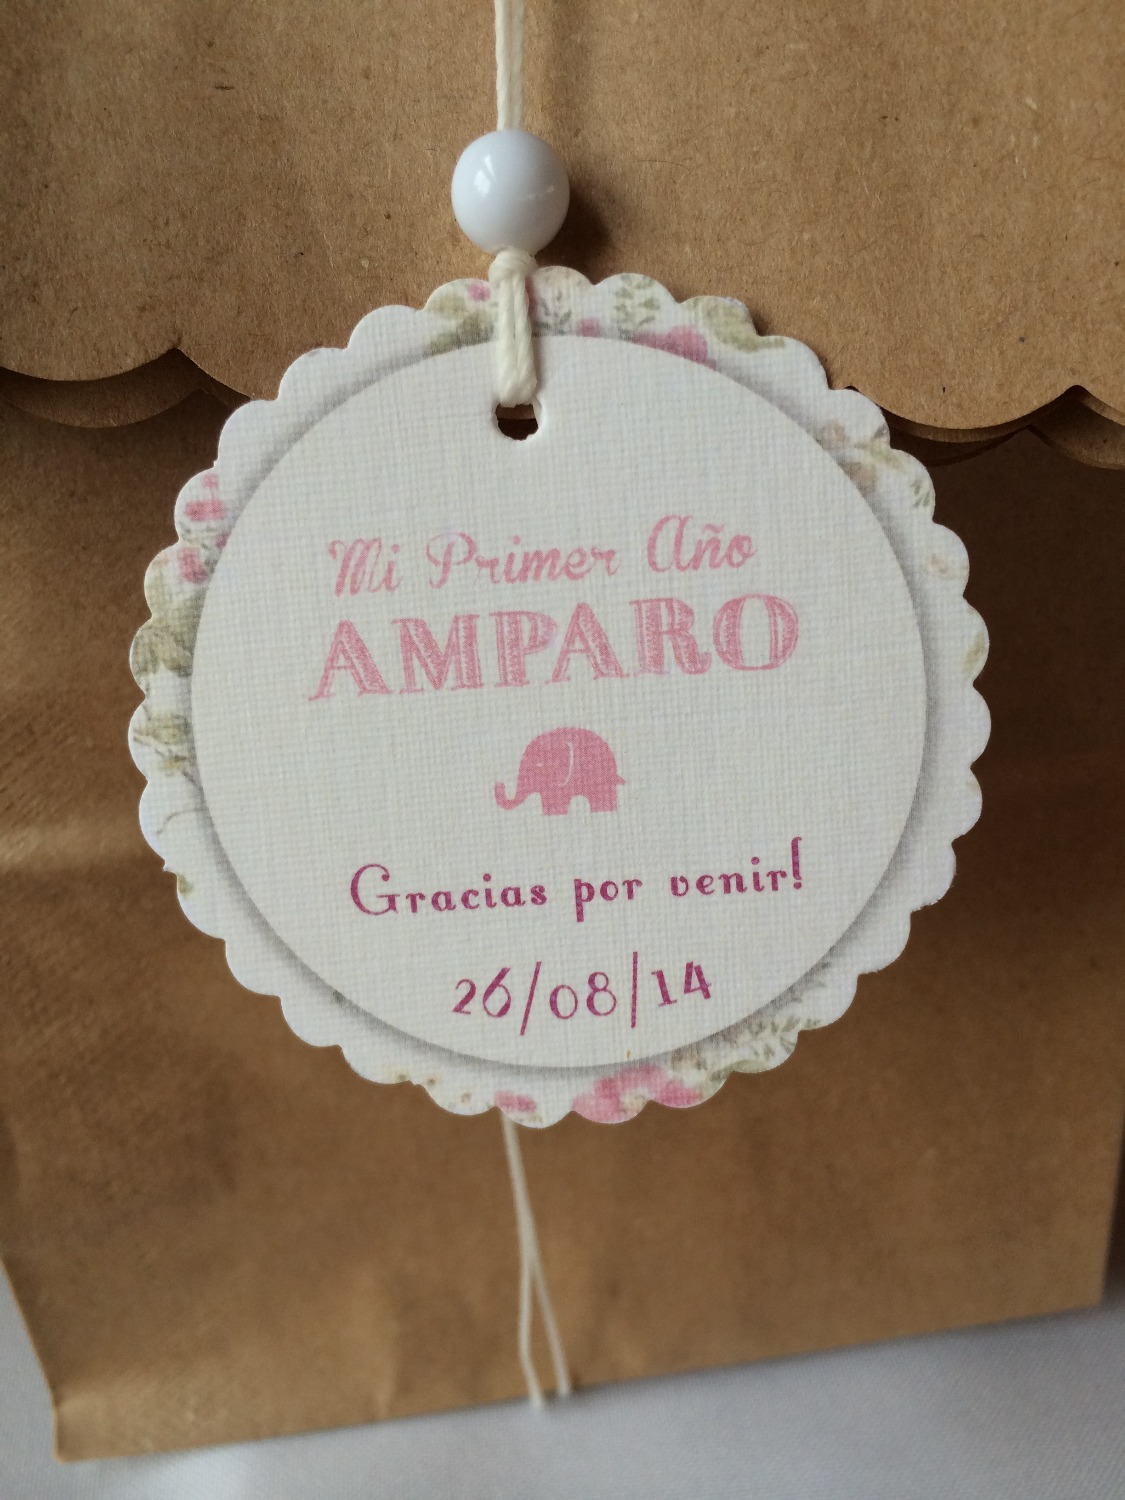 Mi Primer Año
AMPARO
Gracias por venir!
26/08/14